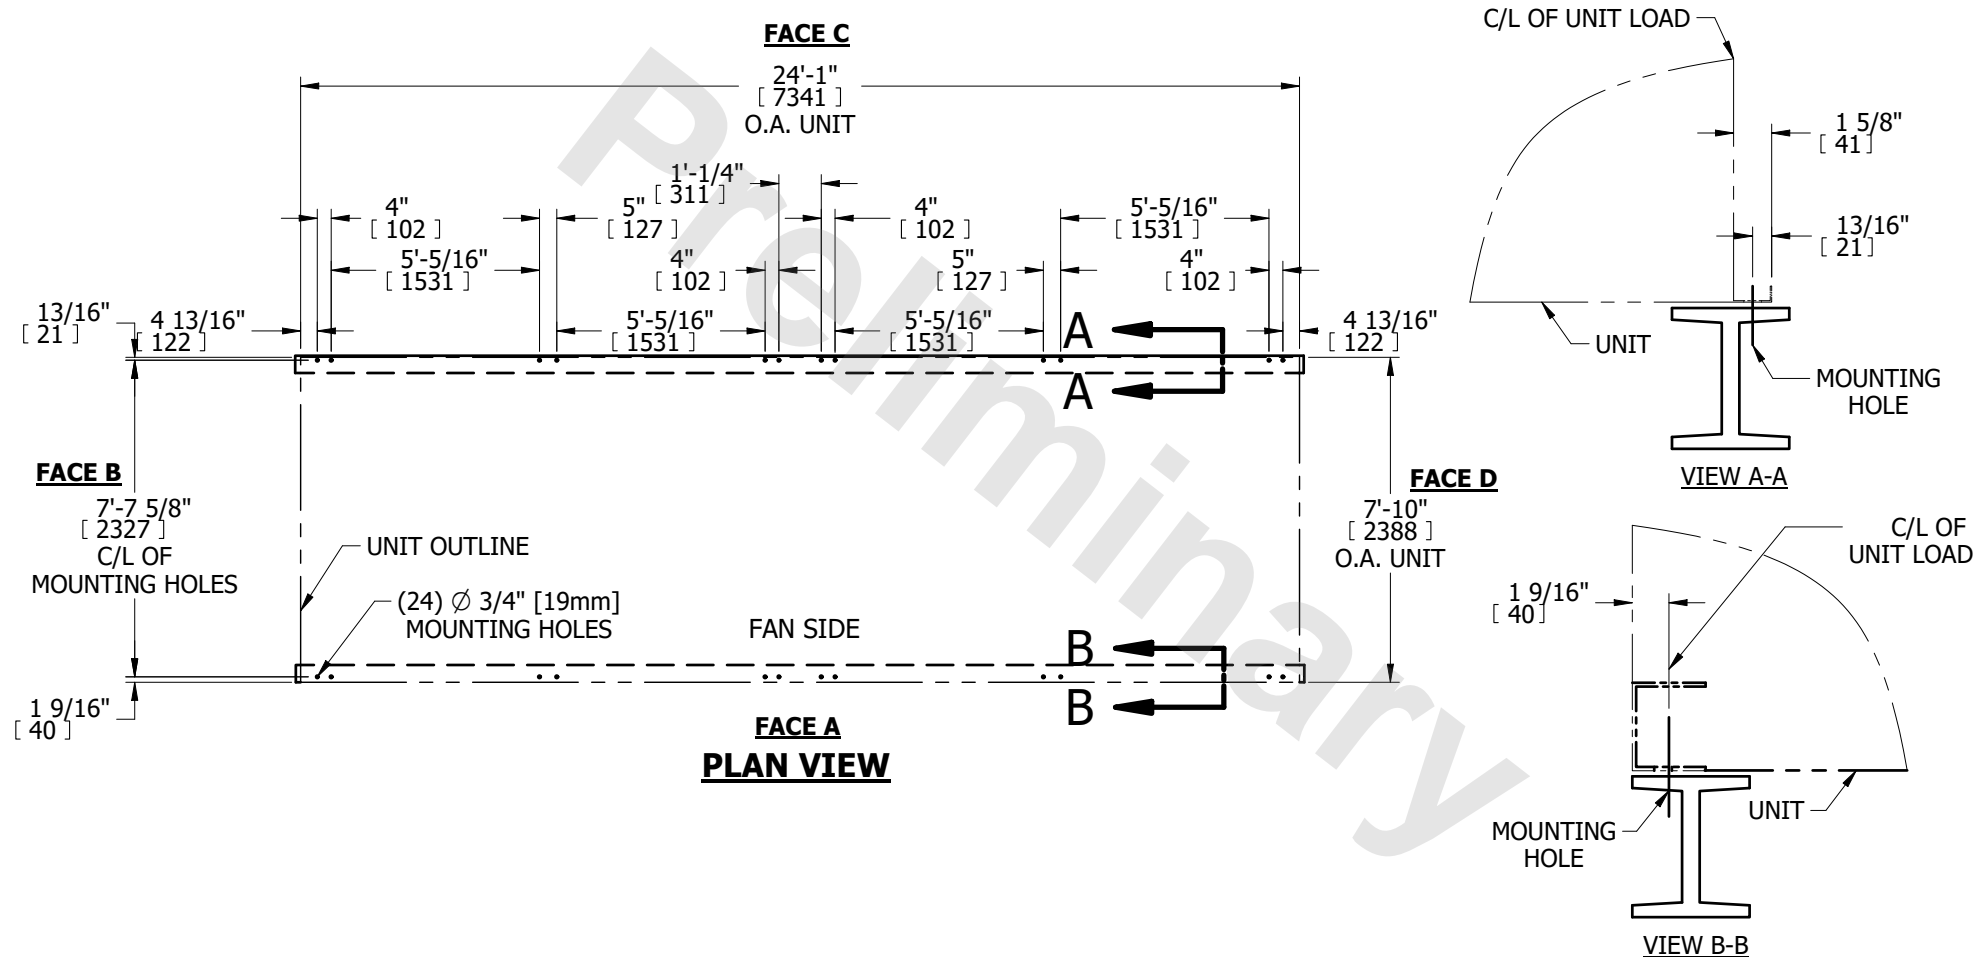 FACE C
24'-1"
[ 7341 ]
O.A. UNIT
1'-1/4"
[ 311 ]
4"
[ 102 ]
5"
[ 127 ]
4"
[ 102 ]
5'-5/16"
[ 1531 ]
5'-5/16"
[ 1531 ]
4"
[ 102 ]
5"
[ 127 ]
4"
[ 102 ]
13/16"
[ 21 ]
4 13/16"
[ 122 ]
5'-5/16"
[ 1531 ]
5'-5/16"
[ 1531 ]
4 13/16"
[ 122 ]
A
A
FACE B
7'-7 5/8"
[ 2327 ]
C/L OF
MOUNTING HOLES
UNIT OUTLINE
(24) Ø 3/4" [19mm]
MOUNTING HOLES
FAN SIDE
FACE D
7'-10"
[ 2388 ]
O.A. UNIT
B
B
1 9/16"
[ 40 ]
FACE A
PLAN VIEW
Preliminary
C/L OF UNIT LOAD
1 5/8"
[ 41 ]
13/16"
[ 21 ]
UNIT
MOUNTING
HOLE
VIEW A-A
C/L OF
UNIT LOAD
1 9/16"
[ 40 ]
UNIT
MOUNTING
HOLE
VIEW B-B